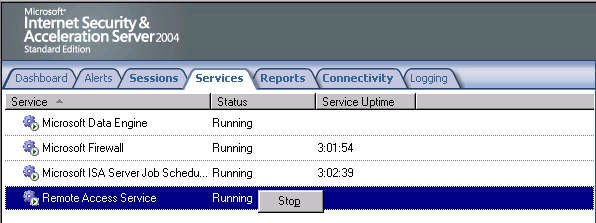 Microsoft®
Internet Security &
Acceleration Server 2004
Standard Edition
Dashboard Alerts Sessions Services Reports Connectivity Logging
Service Status Service Uptime
Microsoft Data Engine Running
Microsoft Firewall Running 3:01:54
Microsoft ISA Server Job Schedu... Running 3:02:39
Remote Access Service Running Stop